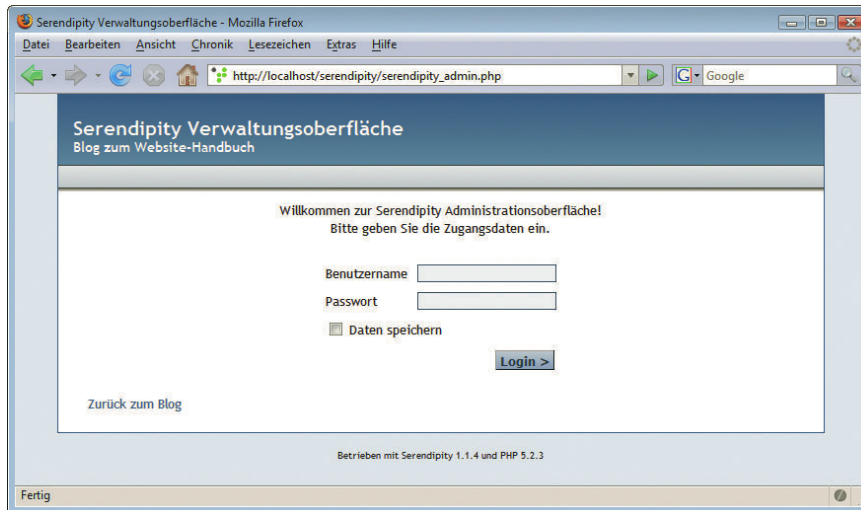 Serendipity Verwaltungsoberfläche - Mozilla Firefox
Datei Bearbeiten Ansicht Chronik Lesezeichen Extras Hilfe
http://localhost/serendipity/serendipity_admin.php G Google
Serendipity Verwaltungsoberfläche
Blog zum Website-Handbuch
Willkommen zur Serendipity Administrationsoberfläche!
Bitte geben Sie die Zugangsdaten ein.
Benutzername
Passwort
Daten speichern
Login >
Zurück zum Blog
Betrieben mit Serendipity 1.1.4 und PHP 5.2.3
Fertig